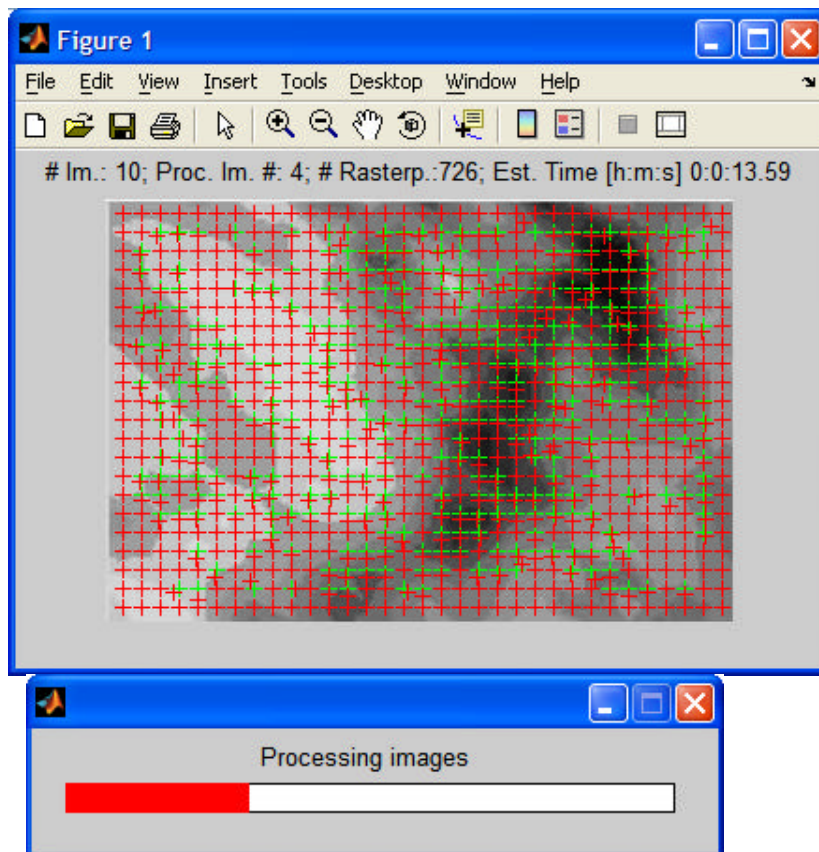 Figure 1
File Edit View Insert Tools Desktop Window Help
# Im.: 10; Proc. Im. #: 4; # Rasterp.:726; Est. Time [h:m:s] 0:0:13.59
Processing images